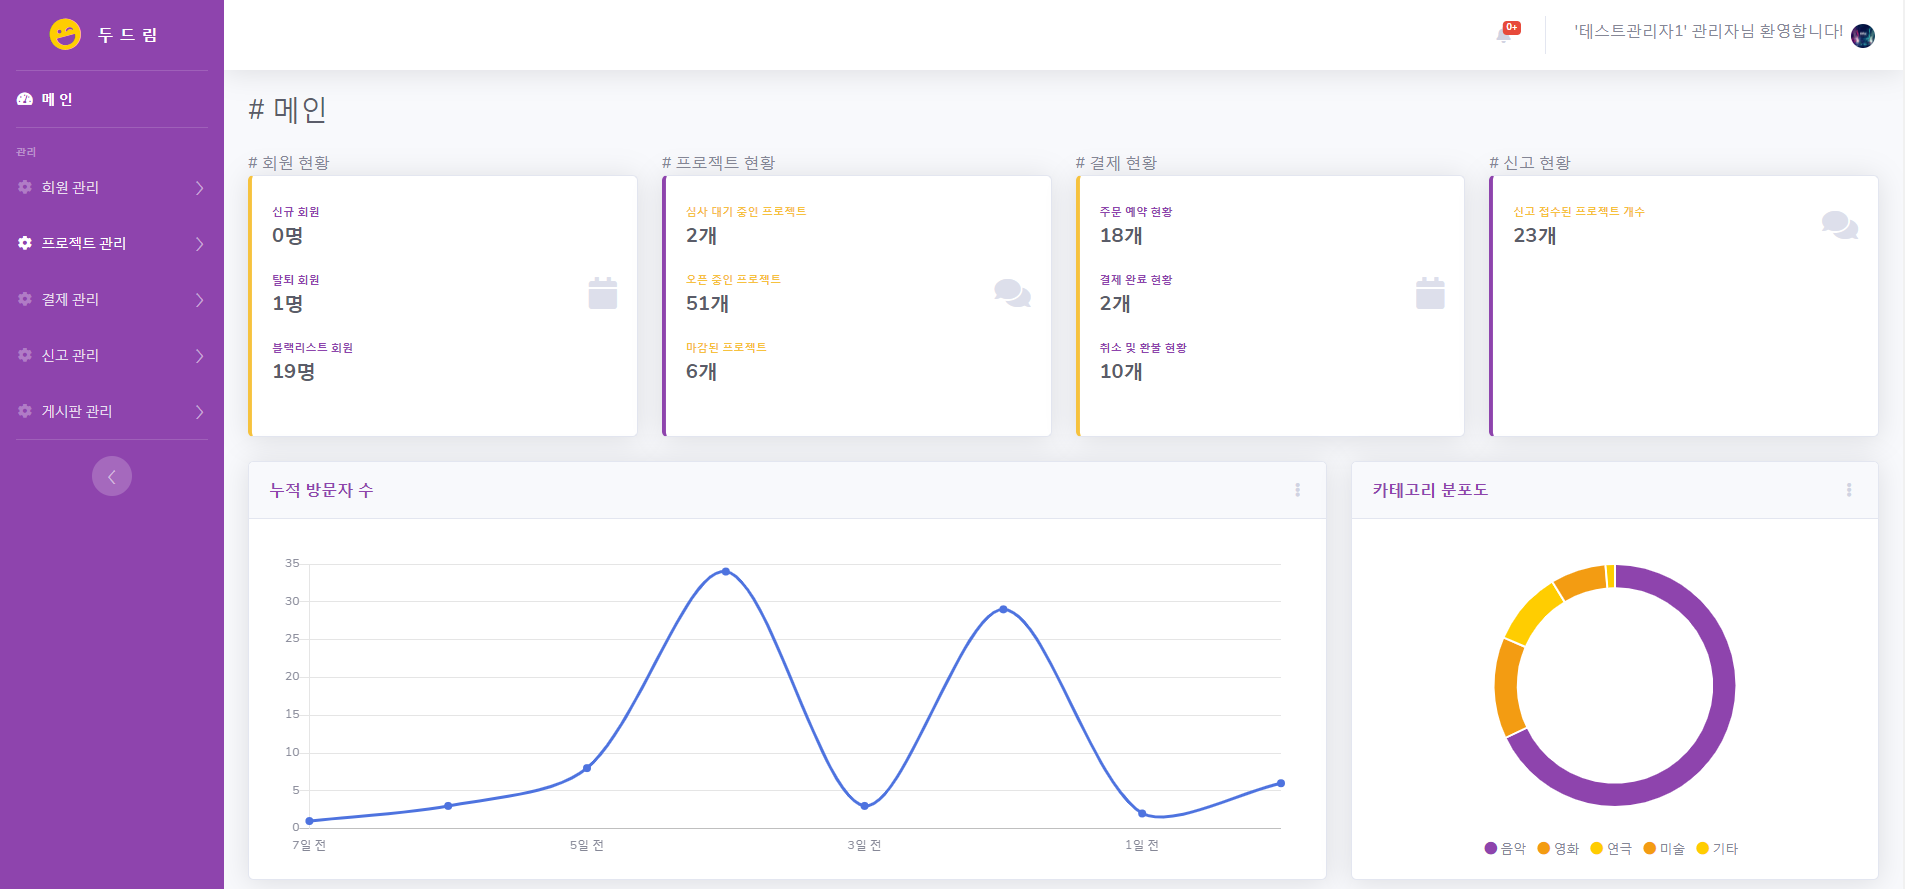 두 드 림
메 인
관리
회원 관리
프로젝트 관리
결제 관리
신고 관리
게시판 관리
0+
'테스트관리자1' 관리자님 환영합니다!
# 메인
# 회원 현황
신규 회원
0명
탈퇴 회원
1명
블랙리스트 회원
19명
# 프로젝트 현황
심사 대기 중인 프로젝트
2개
오픈 중인 프로젝트
51개
마감된 프로젝트
6개
# 결제 현황
주문 예약 현황
18개
결제 완료 현황
2개
취소 및 환불 현황
10개
# 신고 현황
신고 접수된 프로젝트 개수
23개
누적 방문자 수
35
30
25
20
15
10
5
0
7일 전
5일 전
3일 전
1일 전
카테고리 분포도
음악
영화
연극
미술
기타